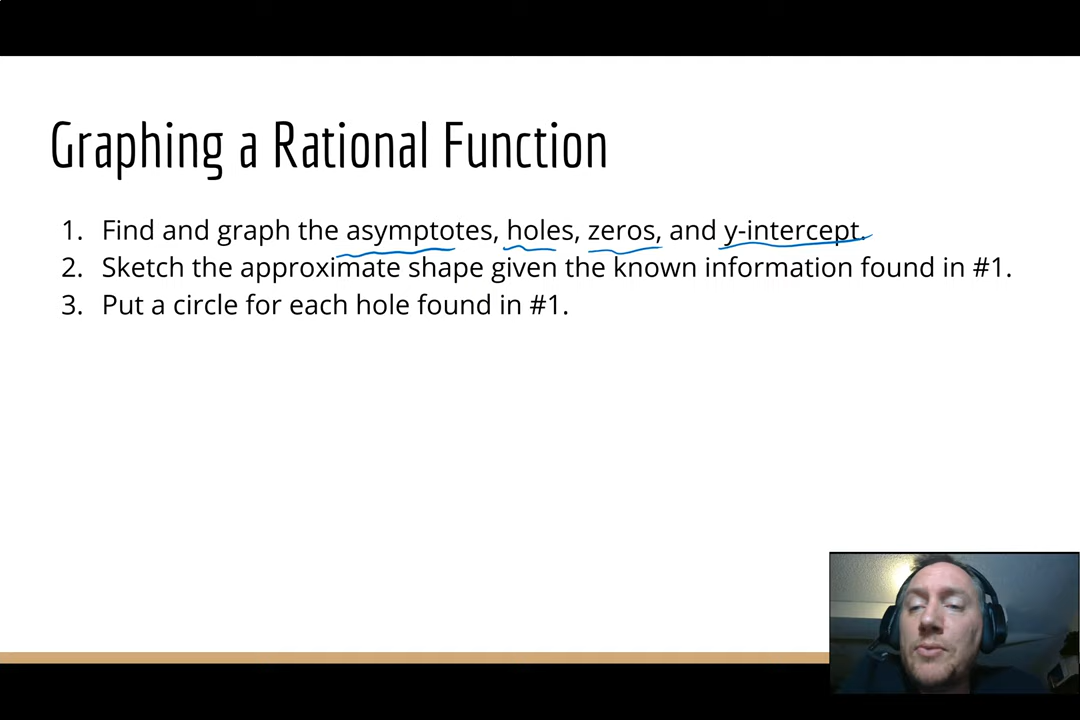 Graphing a Rational Function
1. Find and graph the asymptotes, holes, zeros, and y-intercept.
2. Sketch the approximate shape given the known information found in #1.
3. Put a circle for each hole found in #1.